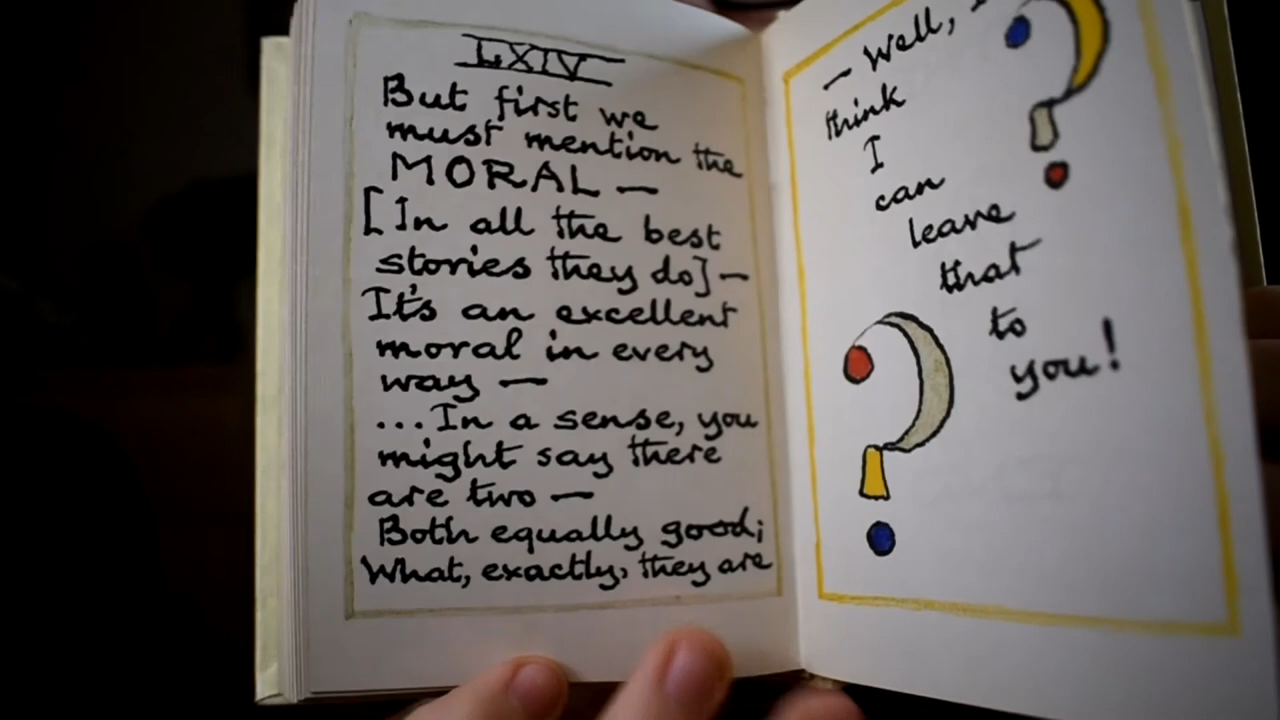 LXIV
But first we
must mention the
MORAL —
[In all the best
stories they do] —
It's an excellent
moral in every
way —
...In a sense, you
might say there
are two —
Both equally good;
What, exactly, they are
— Well,
think
I
can
leave
that
to
you!